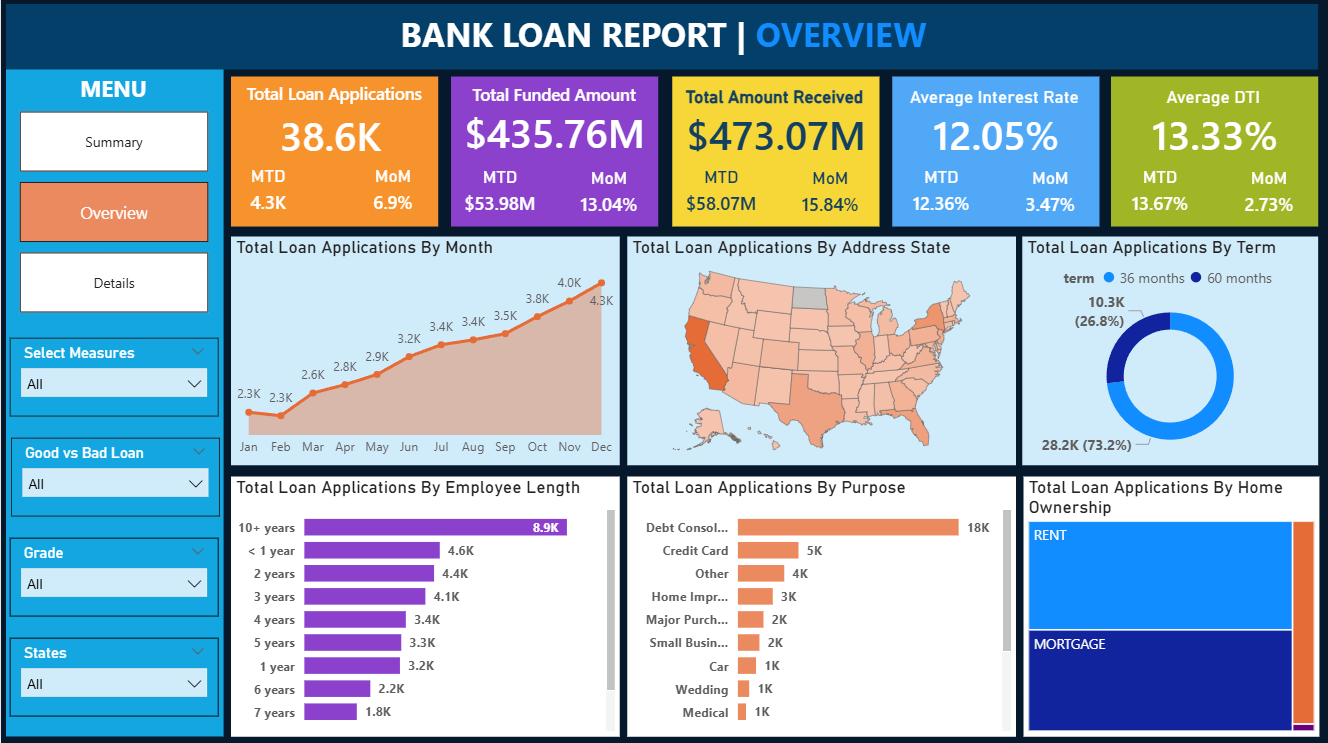 BANK LOAN REPORT | OVERVIEW
MENU
Summary
Overview
Details
Select Measures
All
Good vs Bad Loan
All
Grade
All
States
All
Total Loan Applications
38.6K
MTD MoM
4.3K 6.9%
Total Funded Amount
$435.76M
MTD MoM
$53.98M 13.04%
Total Amount Received
$473.07M
MTD MoM
$58.07M 15.84%
Average Interest Rate
12.05%
MTD MoM
12.36% 3.47%
Average DTI
13.33%
MTD MoM
13.67% 2.73%
Total Loan Applications By Month
2.3K 2.3K 2.6K 2.8K 2.9K 3.2K 3.4K 3.4K 3.5K 3.8K 4.0K 4.3K
Jan Feb Mar Apr May Jun Jul Aug Sep Oct Nov Dec
Total Loan Applications By Address State
Total Loan Applications By Term
term 36 months 60 months
10.3K
(26.8%)
28.2K (73.2%)
Total Loan Applications By Employee Length
10+ years 8.9K
< 1 year 4.6K
2 years 4.4K
3 years 4.1K
4 years 3.4K
5 years 3.3K
1 year 3.2K
6 years 2.2K
7 years 1.8K
Total Loan Applications By Purpose
Debt Consol... 18K
Credit Card 5K
Other 4K
Home Impr... 3K
Major Purch... 2K
Small Busin... 2K
Car 1K
Wedding 1K
Medical 1K
Total Loan Applications By Home
Ownership
RENT
MORTGAGE